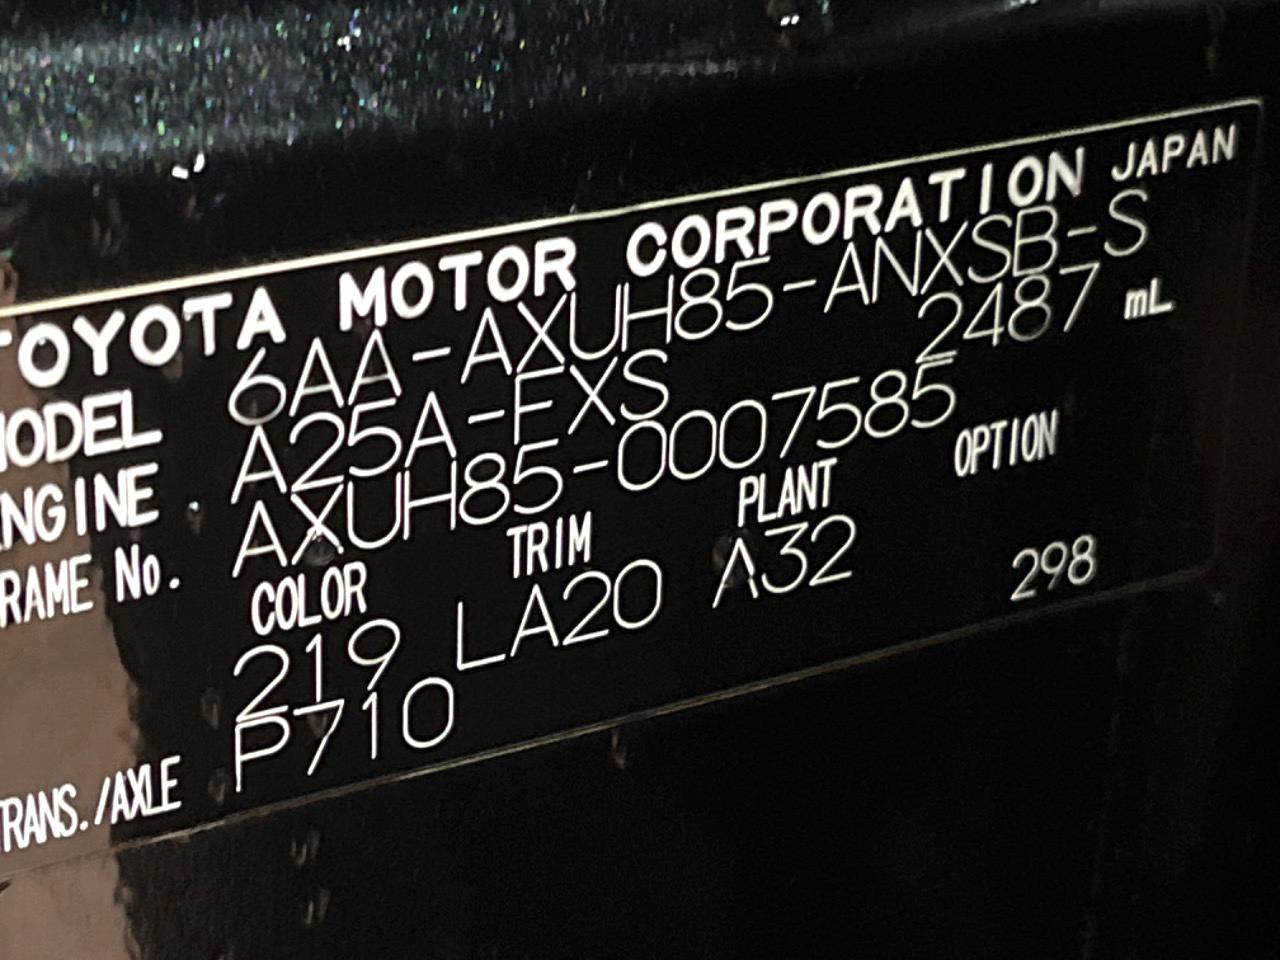 TOYOTA MOTOR CORPORATION JAPAN
MODEL 6AA-AXUH85-ANXSB-S
ENGINE A25A-FXS 2487 mL
FRAME No. AXUH85-0007585
COLOR TRIM PLANT OPTION
219 LA20 A32 298
TRANS./AXLE P710